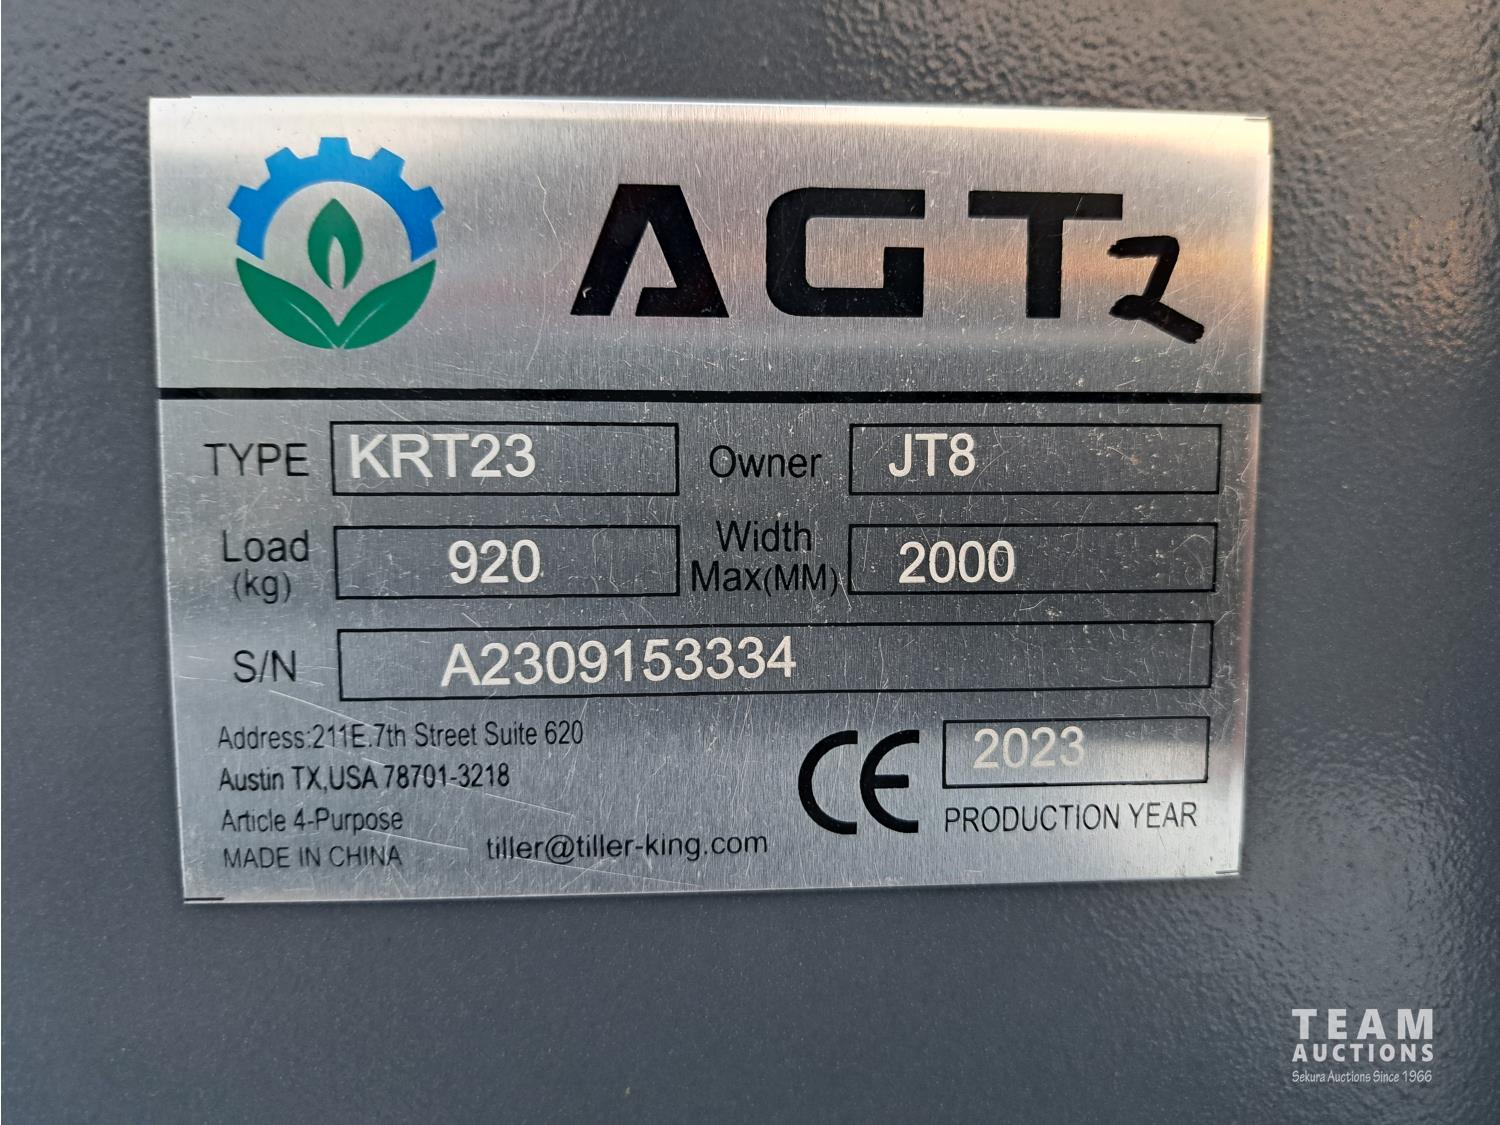 AGT 2
TYPE KRT23 Owner JT8
Load (kg) 920 Width Max(MM) 2000
S/N A2309153334
Address:211E.7th Street Suite 620
Austin TX,USA 78701-3218
Article 4-Purpose
MADE IN CHINA
tiller@tiller-king.com
CE 2023
PRODUCTION YEAR
TEAM
AUCTIONS
Sekura Auctions Since 1966